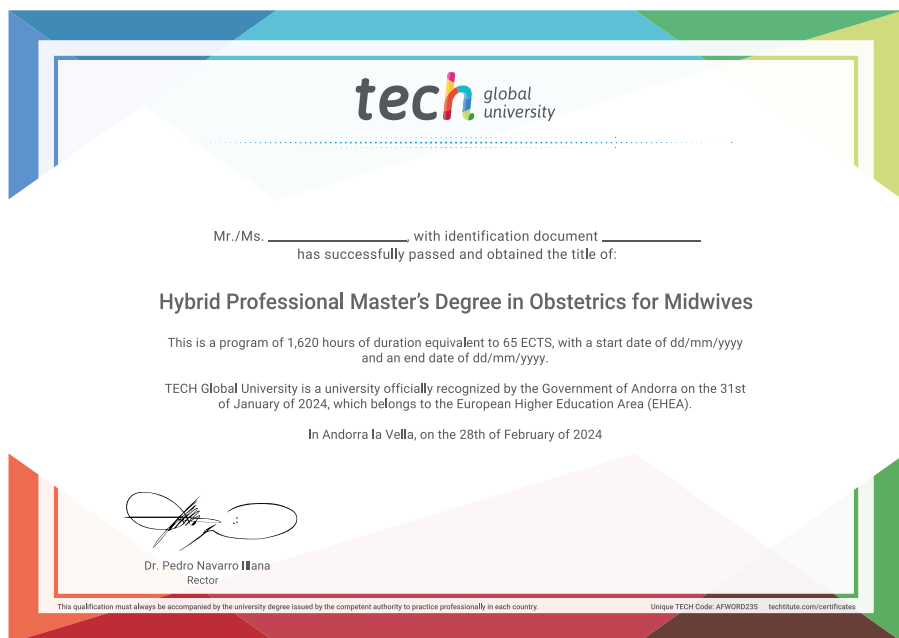 tech global university
Mr./Ms. ____________, with identification document ____________
has successfully passed and obtained the title of:
Hybrid Professional Master's Degree in Obstetrics for Midwives
This is a program of 1,620 hours of duration equivalent to 65 ECTS, with a start date of dd/mm/yyyy
and an end date of dd/mm/yyyy.
TECH Global University is a university officially recognized by the Government of Andorra on the 31st
of January of 2024, which belongs to the European Higher Education Area (EHEA).
In Andorra la Vella, on the 28th of February of 2024
Dr. Pedro Navarro Illana
Rector
This qualification must always be accompanied by the university degree issued by the competent authority to practice professionally in each country.
Unique TECH Code: AFWORD23S techtitute.com/certificates